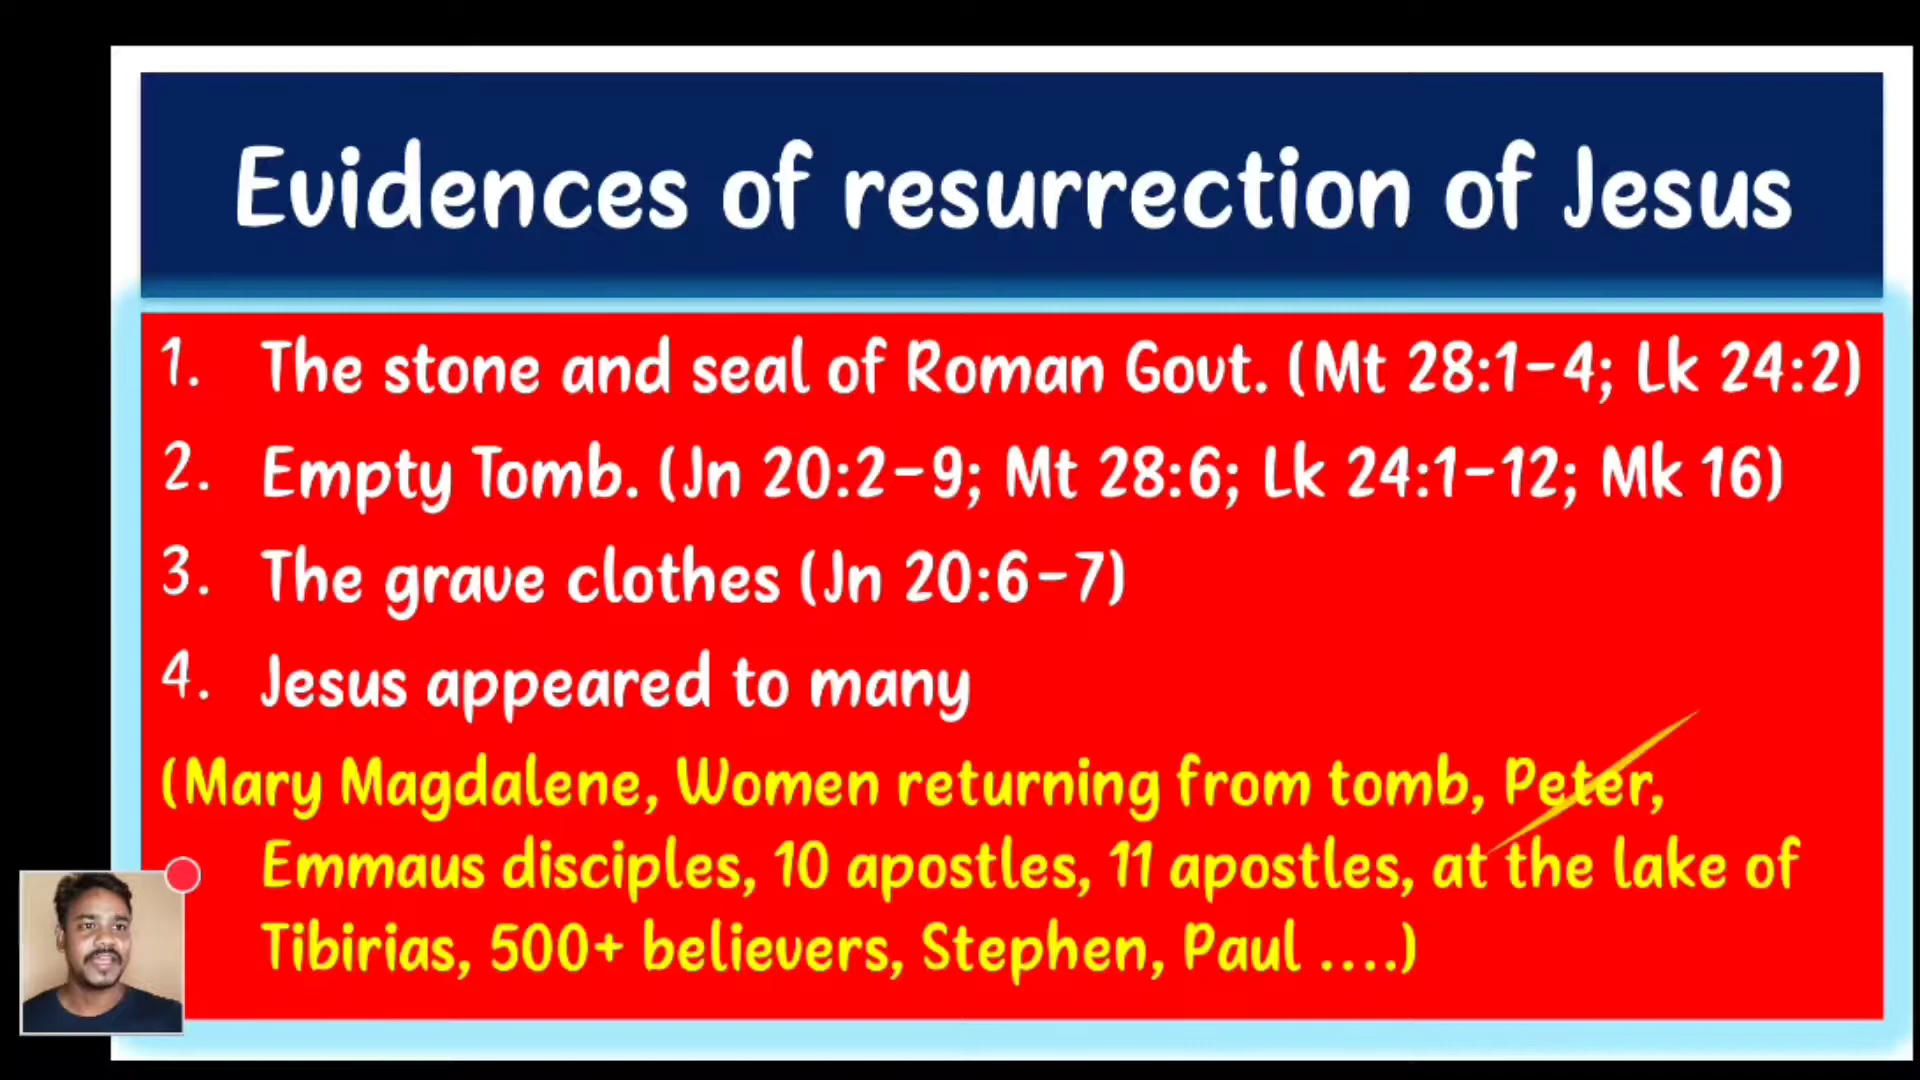 Evidences of resurrection of Jesus
1. The stone and seal of Roman Govt. (Mt 28:1-4; Lk 24:2)
2. Empty Tomb. (Jn 20:2-9; Mt 28:6; Lk 24:1-12; Mk 16)
3. The grave clothes (Jn 20:6-7)
4. Jesus appeared to many
(Mary Magdalene, Women returning from tomb, Peter,
Emmaus disciples, 10 apostles, 11 apostles, at the lake of
Tibirias, 500+ believers, Stephen, Paul ....)